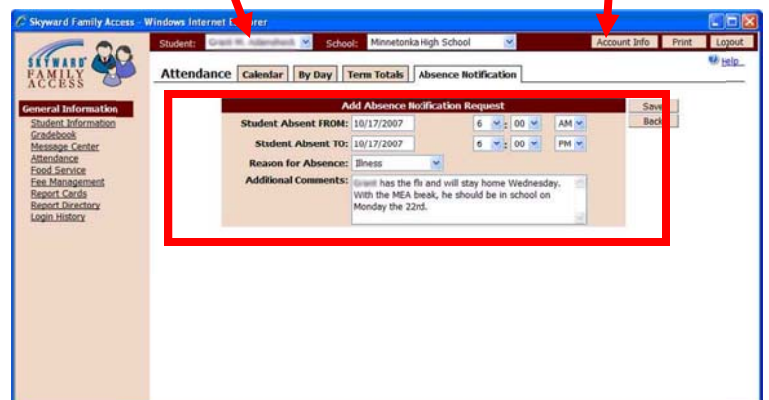 Skyward Family Access - Windows Internet Explorer
Student: School: Minnetonka High School Account Info Print Logout
SKYWARD
FAMILY
ACCESS
Help
Attendance Calendar By Day Term Totals Absence Notification
General Information
Student Information
Gradebook
Message Center
Attendance
Food Service
Fee Management
Report Cards
Report Directory
Login History
Add Absence Notification Request
Save
Back
Student Absent FROM: 10/17/2007 6 : 00 AM
Student Absent TO: 10/17/2007 6 : 00 PM
Reason for Absence: Illness
Additional Comments: has the flu and will stay home Wednesday.
With the MEA break, he should be in school on
Monday the 22nd.